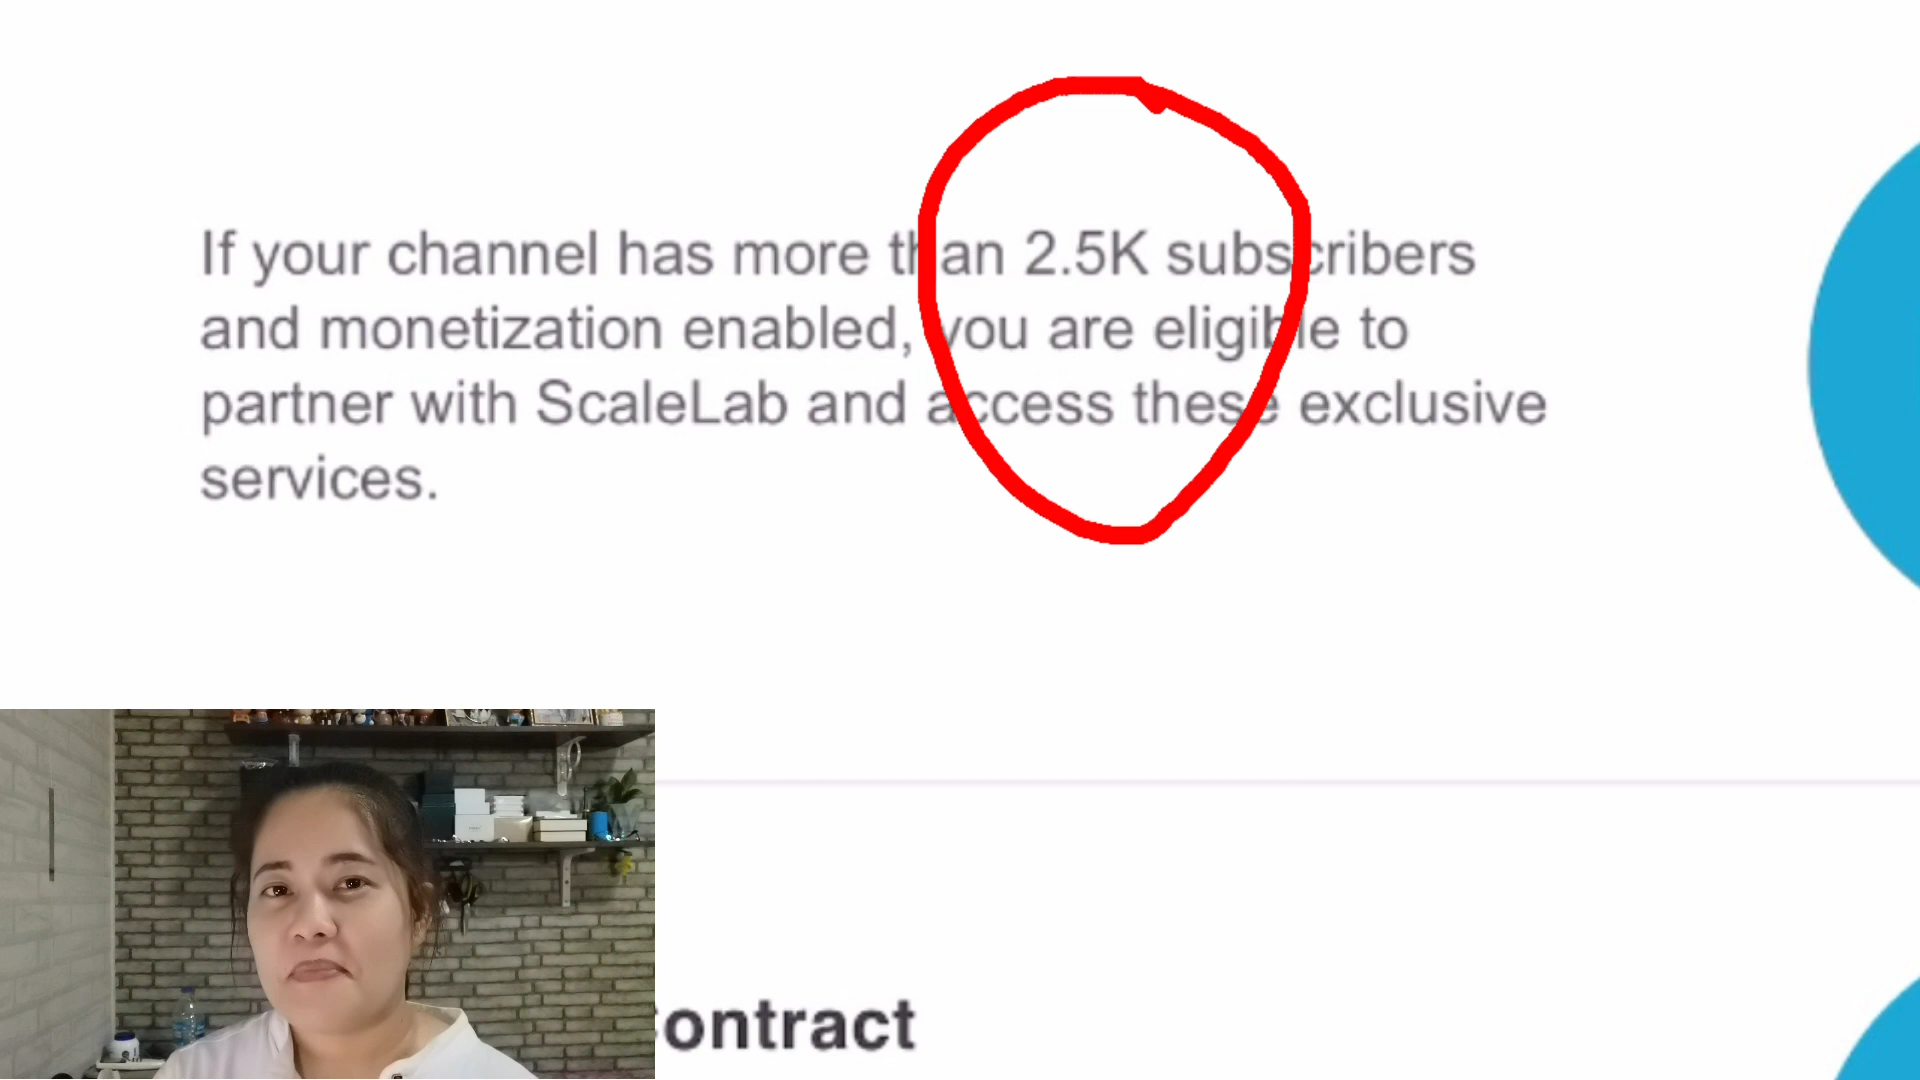 If your channel has more than 2.5K subscribers
and monetization enabled, you are eligible to
partner with ScaleLab and access these exclusive
services.
ontract